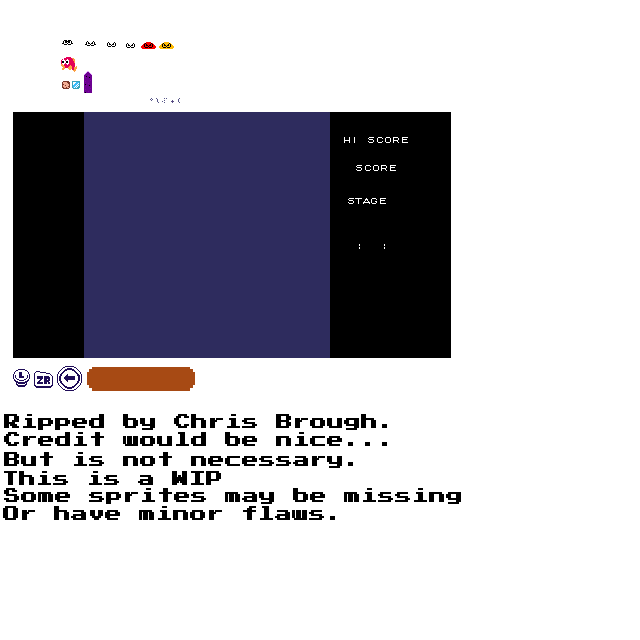 HI SCORE
SCORE
STAGE
: :
L ZR
Ripped by Chris Brough.
Credit would be nice...
But is not necessary.
This is a WIP
Some sprites may be missing
Or have minor flaws.